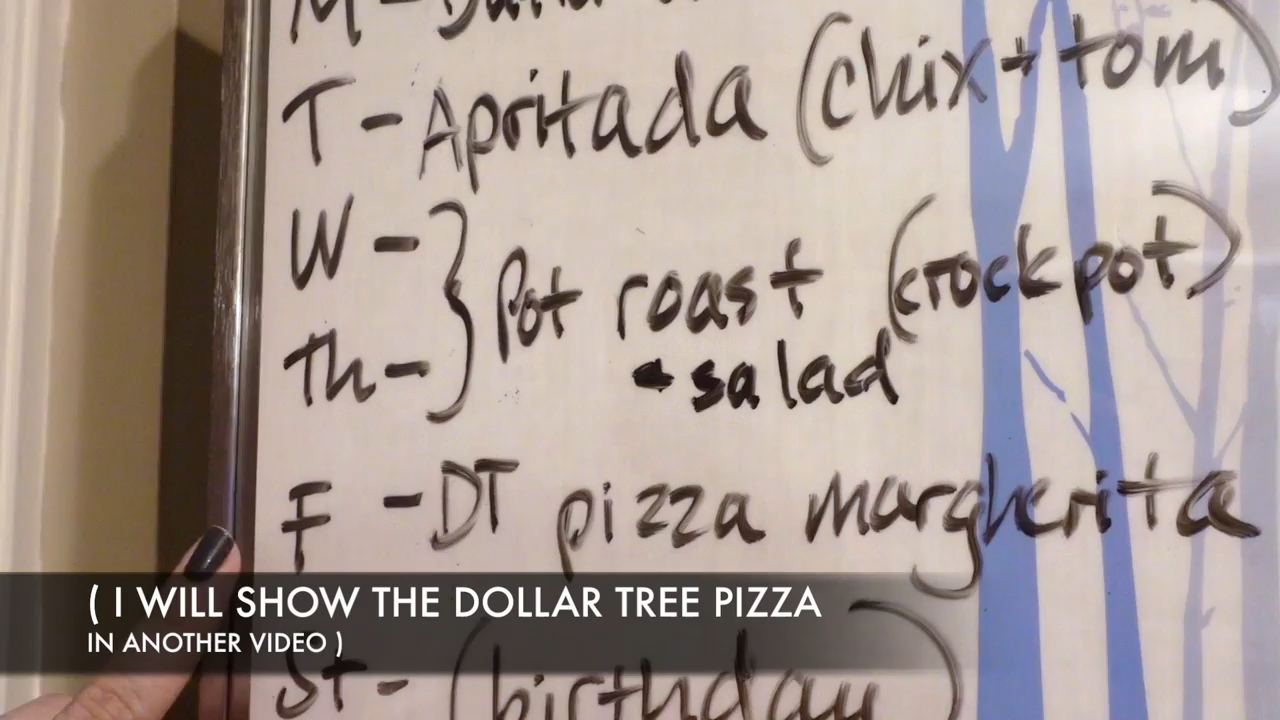 M -
T - Apritada (chix + tom)
W -
Pot roast (crockpot)
Th -
• salad
F - DT pizza margherita
( I WILL SHOW THE DOLLAR TREE PIZZA
IN ANOTHER VIDEO )
ST - (birthday)